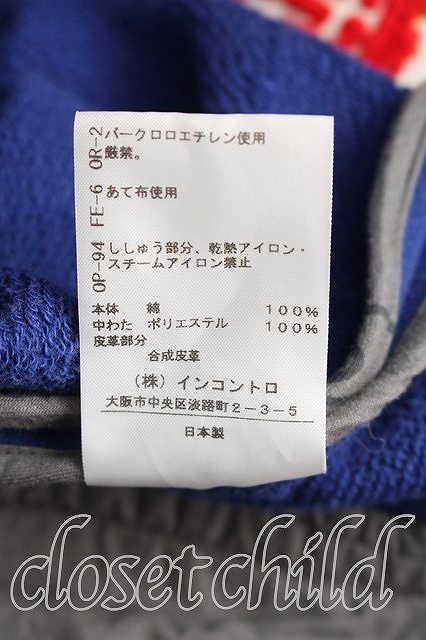 OR-2 パークロロエチレン使用
厳禁。
FE-6 あて布使用
OP-94 ししゅう部分、乾熱アイロン・
スチームアイロン禁止
本体 綿 100%
中わた ポリエステル 100%
皮革部分
合成皮革
(株)インコントロ
大阪市中央区淡路町2-3-5
日本製
closet child